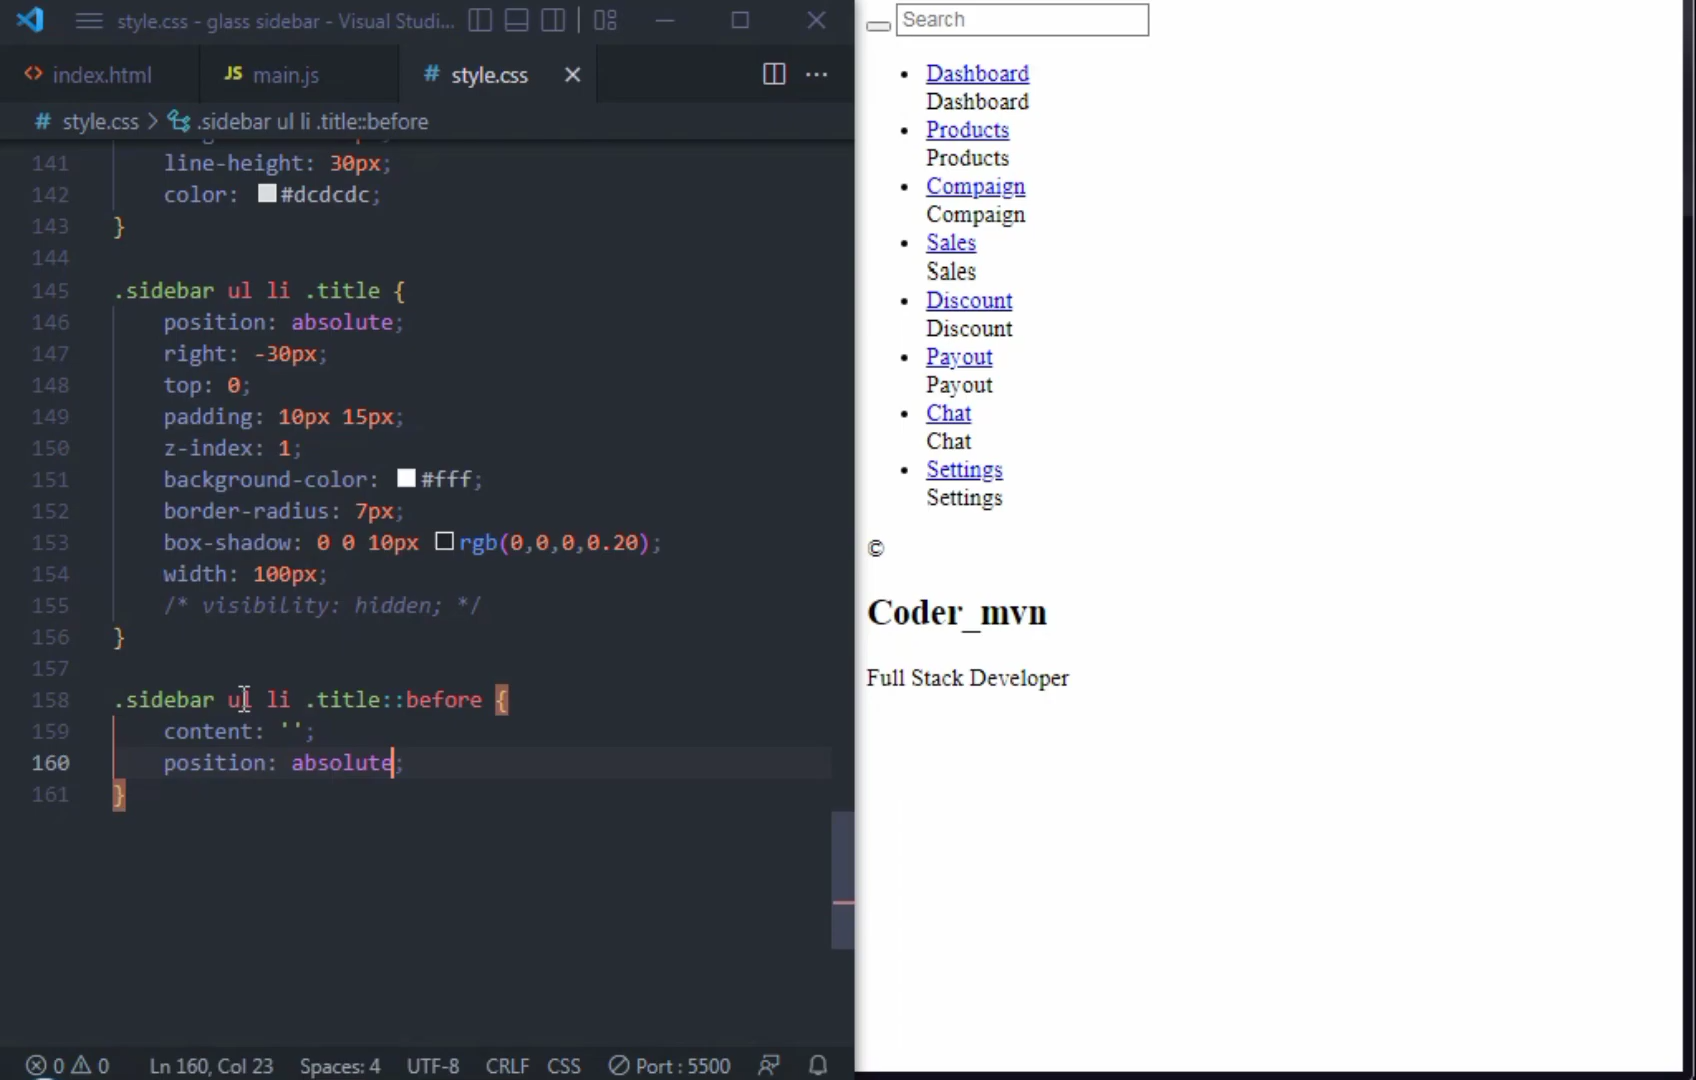 style.css - glass sidebar - Visual Studi...
index.html
JS main.js
# style.css
# style.css > .sidebar ul li .title::before
141 line-height: 30px;
142 color: #dcdcdc;
143 }
144
145 .sidebar ul li .title {
146 position: absolute;
147 right: -30px;
148 top: 0;
149 padding: 10px 15px;
150 z-index: 1;
151 background-color: #fff;
152 border-radius: 7px;
153 box-shadow: 0 0 10px rgb(0,0,0,0.20);
154 width: 100px;
155 /* visibility: hidden; */
156 }
157
158 .sidebar ul li .title::before {
159 content: '';
160 position: absolute;
161 }
0 0 Ln 160, Col 23 Spaces: 4 UTF-8 CRLF CSS Port : 5500
Search
• Dashboard
Dashboard
• Products
Products
• Compaign
Compaign
• Sales
Sales
• Discount
Discount
• Payout
Payout
• Chat
Chat
• Settings
Settings
©
Coder_mvn
Full Stack Developer